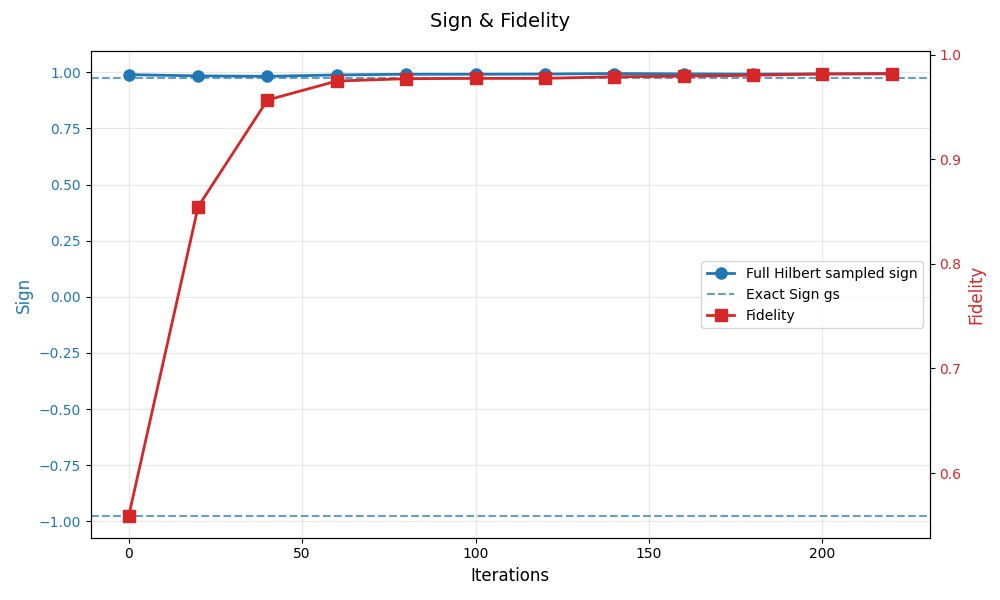 Sign & Fidelity
1.00
0.75
0.50
0.25
0.00
−0.25
−0.50
−0.75
−1.00
Sign
1.0
0.9
0.8
0.7
0.6
Fidelity
Full Hilbert sampled sign
Exact Sign gs
Fidelity
0
50
100
150
200
Iterations